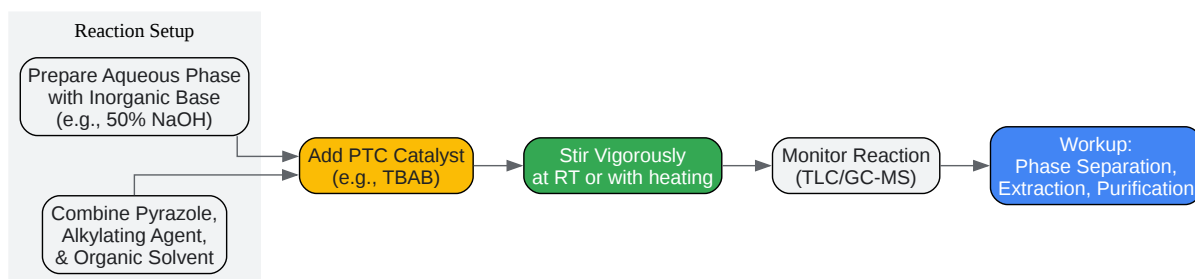 Reaction Setup
Prepare Aqueous Phase
with Inorganic Base
(e.g., 50% NaOH)
Combine Pyrazole,
Alkylating Agent,
& Organic Solvent
Add PTC Catalyst
(e.g., TBAB)
Stir Vigorously
at RT or with heating
Monitor Reaction
(TLC/GC-MS)
Workup:
Phase Separation,
Extraction, Purification